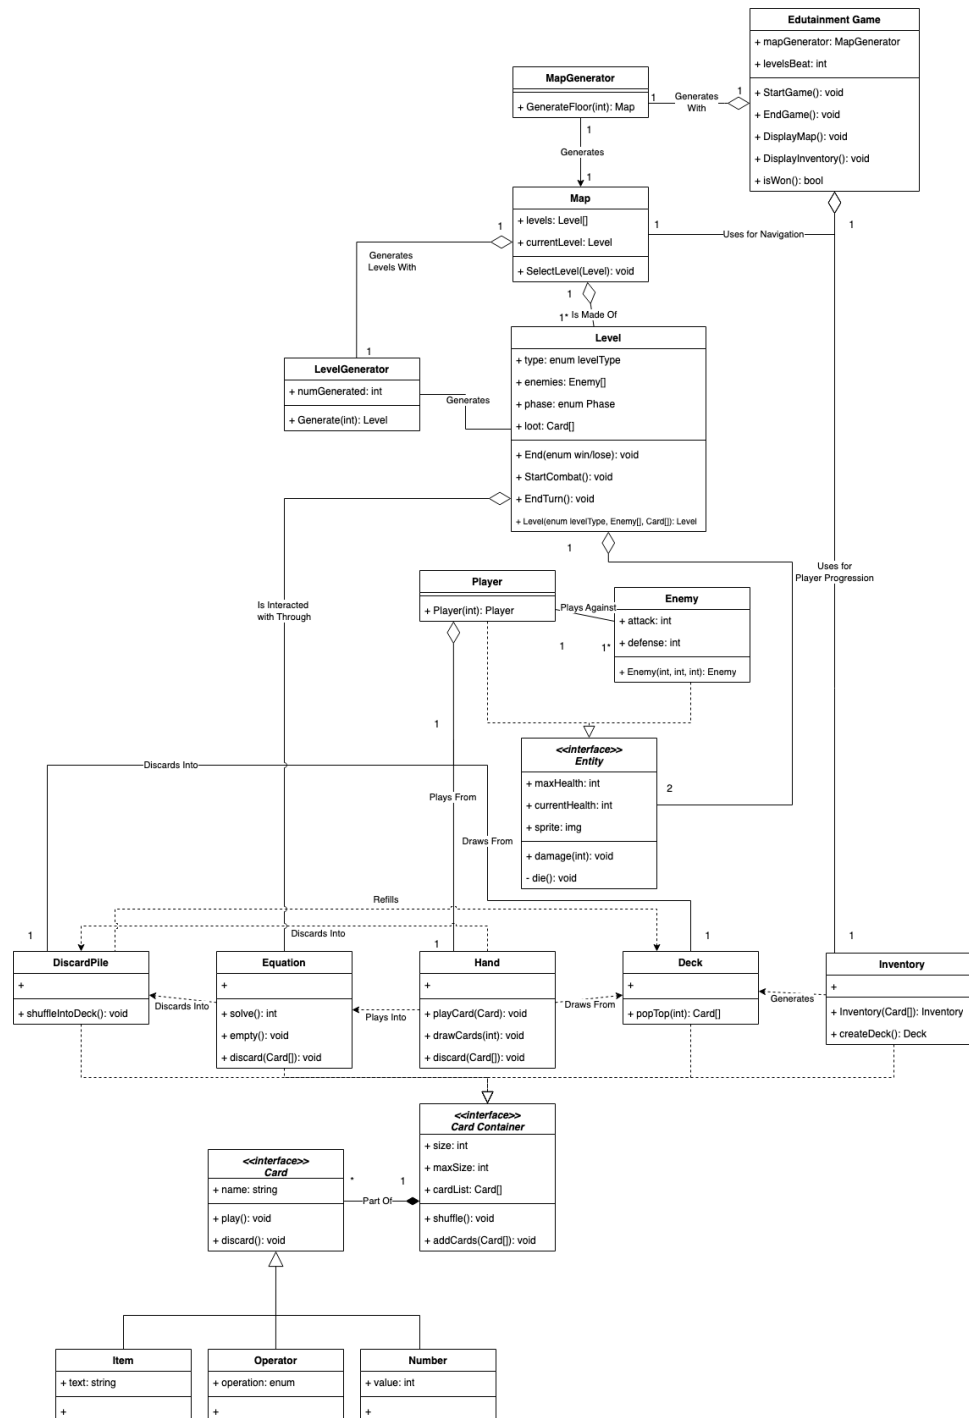 Edutainment Game
+ mapGenerator: MapGenerator
+ levelsBeat: int
+ StartGame(): void
+ EndGame(): void
+ DisplayMap(): void
+ DisplayInventory(): void
+ isWon(): bool
MapGenerator
+ GenerateFloor(int): Map
1
Generates
With
1
1
Generates
1
Map
+ levels: Level[]
+ currentLevel: Level
+ SelectLevel(Level): void
1
Uses for Navigation
1
1
Generates
Levels With
1
1
1* Is Made Of
Level
+ type: enum levelType
+ enemies: Enemy[]
+ phase: enum Phase
+ loot: Card[]
+ End(enum win/lose): void
+ StartCombat(): void
+ EndTurn(): void
+ Level(enum levelType, Enemy[], Card[]): Level
LevelGenerator
+ numGenerated: int
+ Generate(int): Level
Generates
1
Uses for
Player Progression
Is Interacted
with Through
Player
+ Player(int): Player
Plays Against
1
1*
Enemy
+ attack: int
+ defense: int
+ Enemy(int, int, int): Enemy
<<interface>>
Entity
+ maxHealth: int
+ currentHealth: int
+ sprite: img
+ damage(int): void
- die(): void
2
1
Discards Into
Plays From
Draws From
Refills
Discards Into
1
1
1
1
DiscardPile
+
+ shuffleIntoDeck(): void
Discards Into
Equation
+
+ solve(): int
+ empty(): void
+ discard(Card[]): void
Plays Into
Hand
+
+ playCard(Card): void
+ drawCards(int): void
+ discard(Card[]): void
Draws From
Deck
+
+ popTop(int): Card[]
Generates
Inventory
+
+ Inventory(Card[]): Inventory
+ createDeck(): Deck
<<interface>>
Card Container
+ size: int
+ maxSize: int
+ cardList: Card[]
+ shuffle(): void
+ addCards(Card[]): void
<<interface>>
Card
+ name: string
+ play(): void
+ discard(): void
*
Part Of
1
Item
+ text: string
+
Operator
+ operation: enum
+
Number
+ value: int
+